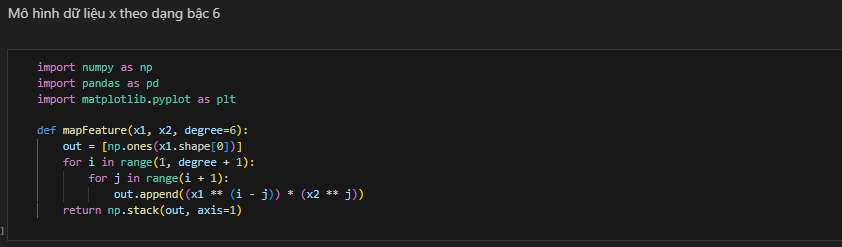 Mô hình dữ liệu x theo dạng bậc 6
import numpy as np
import pandas as pd
import matplotlib.pyplot as plt
def mapFeature(x1, x2, degree=6):
    out = [np.ones(x1.shape[0])]
    for i in range(1, degree + 1):
        for j in range(i + 1):
            out.append((x1 ** (i - j)) * (x2 ** j))
    return np.stack(out, axis=1)
]